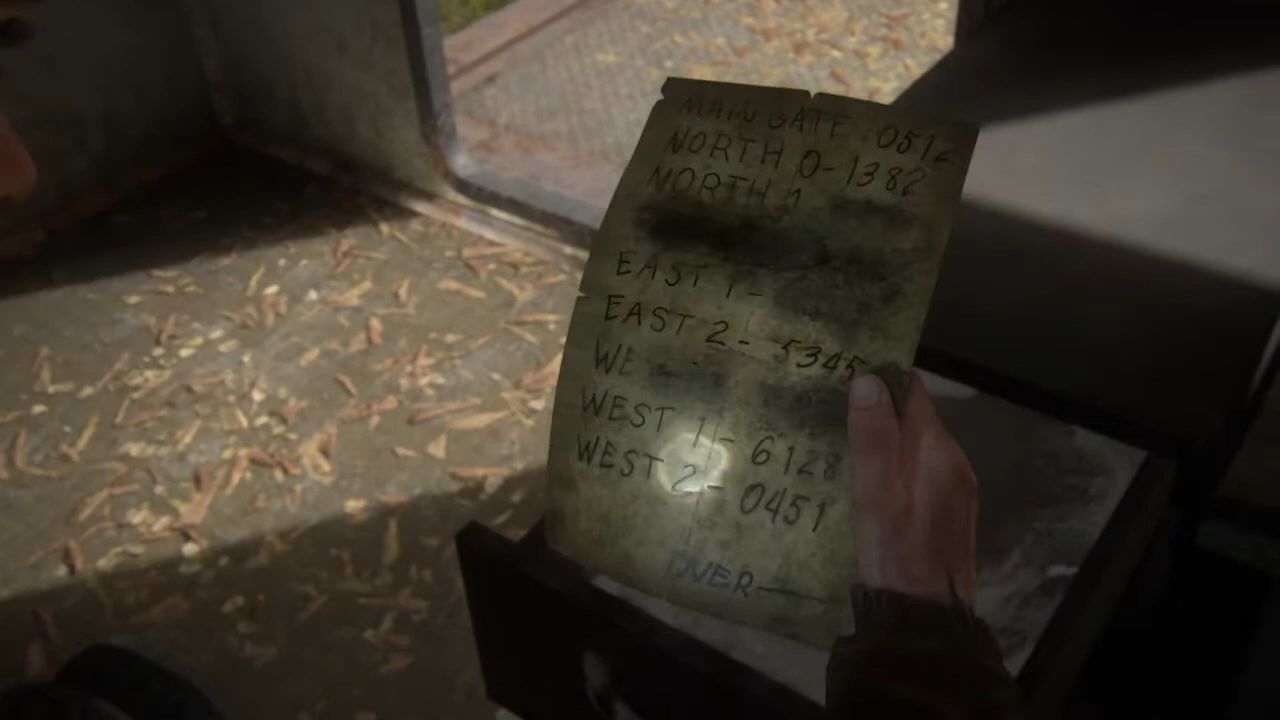 MAIN GATE 0512
NORTH 0-1382
NORTH
EAST 1-
EAST 2- 5345
WE
WEST 1- 6128
WEST 2- 0451
OVER